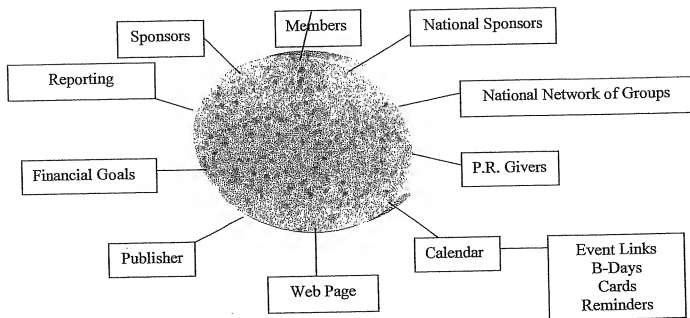 Members
National Sponsors
Sponsors
Reporting
National Network of Groups
Financial Goals
P.R. Givers
Publisher
Calendar
Event Links
B-Days
Cards
Reminders
Web Page